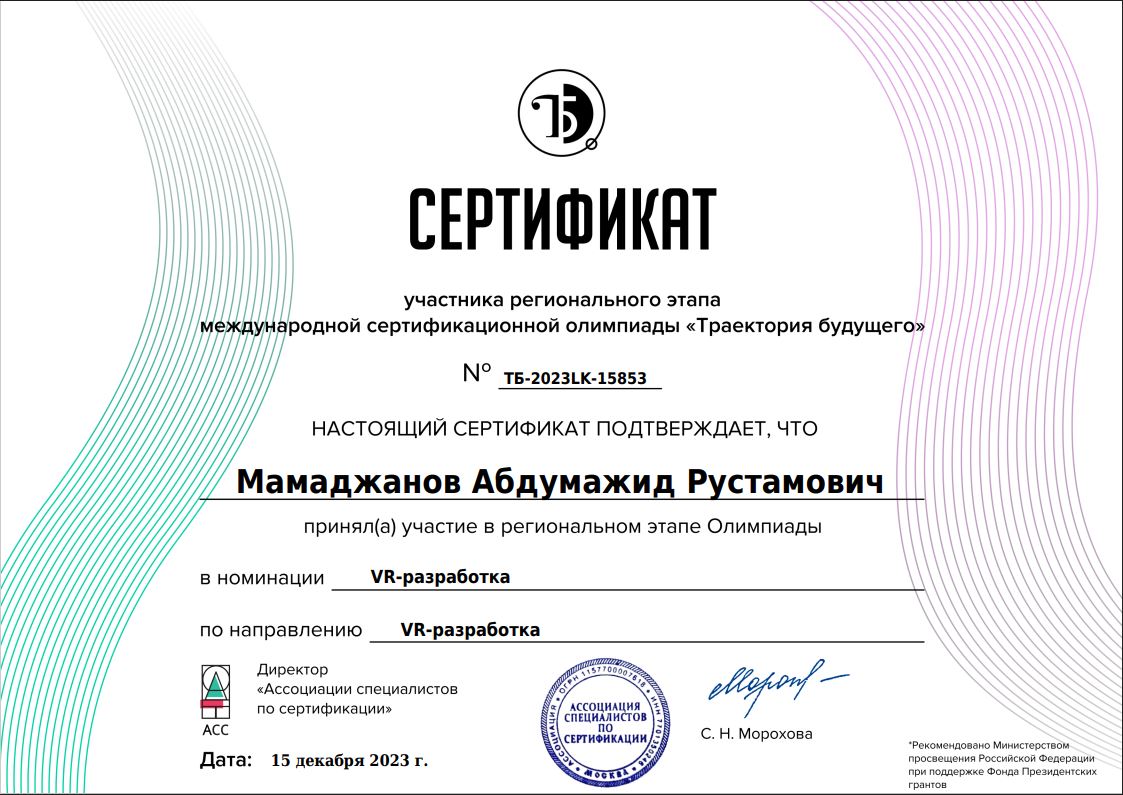 ТБ
СЕРТИФИКАТ
участника регионального этапа
международной сертификационной олимпиады «Траектория будущего»
№ ТБ-2023LK-15853
НАСТОЯЩИЙ СЕРТИФИКАТ ПОДТВЕРЖДАЕТ, ЧТО
Мамаджанов Абдумажид Рустамович
принял(а) участие в региональном этапе Олимпиады
в номинации VR-разработка
по направлению VR-разработка
АСС
Директор
«Ассоциации специалистов
по сертификации»
Дата: 15 декабря 2023 г.
АССОЦИАЦИЯ
СПЕЦИАЛИСТОВ
ПО
СЕРТИФИКАЦИИ
АССОЦИАЦИЯ * ОГРН * ИНН
* МОСКВА *
С. Н. Морохова
*Рекомендовано Министерством
просвещения Российской Федерации
при поддержке Фонда Президентских
грантов